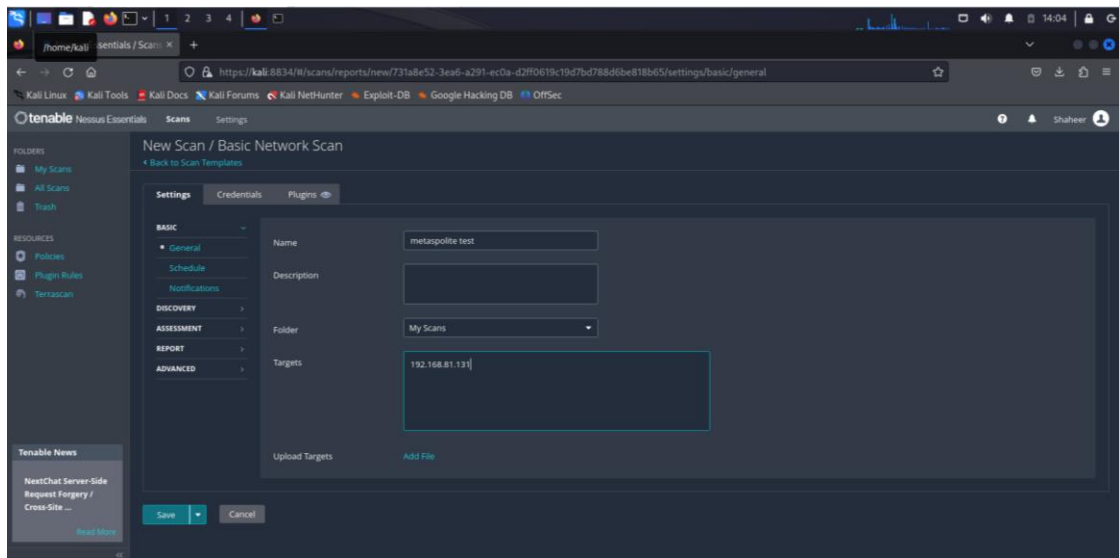 1 2 3 4
14:04
/home/kali
sentials / Scans
https://kali:8834/#/scans/reports/new/731a8e52-3ea6-a291-ec0a-d2ff0619c19d7bd788d6be818b65/settings/basic/general
Kali Linux Kali Tools Kali Docs Kali Forums Kali NetHunter Exploit-DB Google Hacking DB OffSec
tenable Nessus Essentials Scans Settings Shaheer
FOLDERS
My Scans
All Scans
Trash
RESOURCES
Policies
Plugin Rules
Terrascan
New Scan / Basic Network Scan
Back to Scan Templates
Settings Credentials Plugins
BASIC
General
Schedule
Notifications
DISCOVERY
ASSESSMENT
REPORT
ADVANCED
Name metaspolite test
Description
Folder My Scans
Targets 192.168.81.131
Upload Targets Add File
Save Cancel
Tenable News
NextChat Server-Side
Request Forgery /
Cross-Site ...
Read More